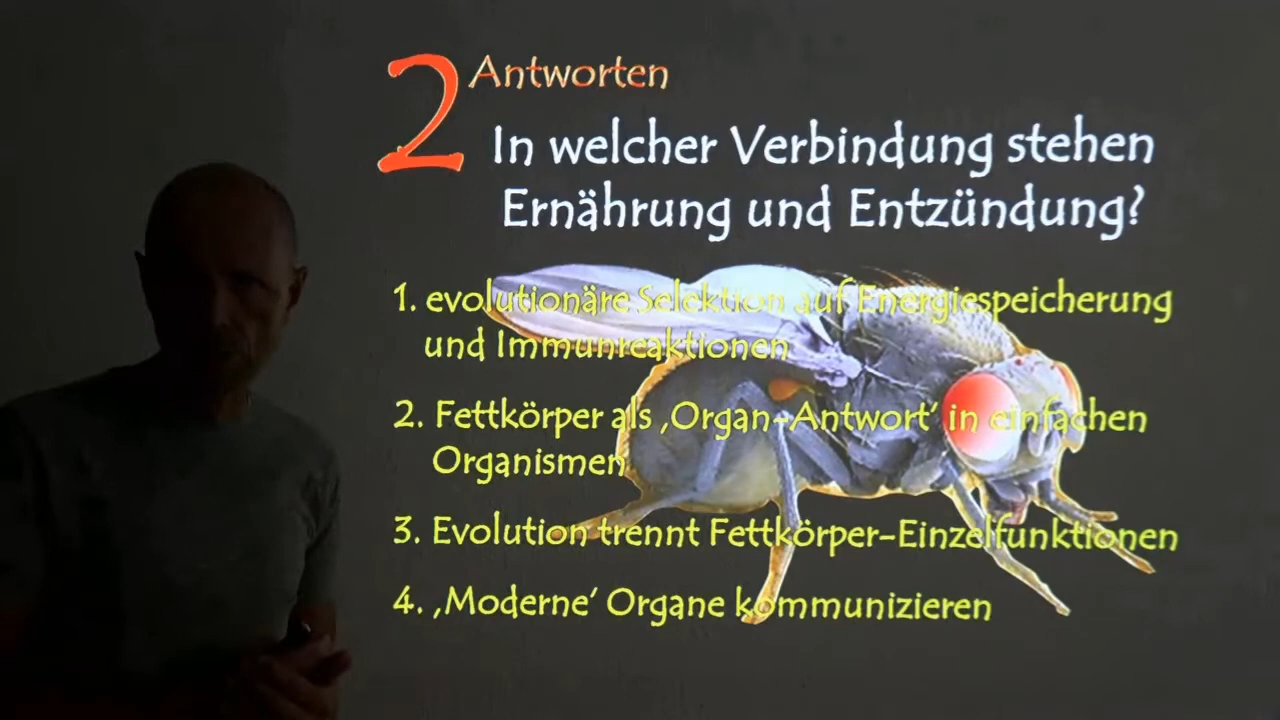 2 Antworten
In welcher Verbindung stehen
Ernährung und Entzündung?
1. evolutionäre Selektion auf Energiespeicherung
und Immunreaktionen
2. Fettkörper als ‚Organ-Antwort‘ in einfachen
Organismen
3. Evolution trennt Fettkörper-Einzelfunktionen
4. ‚Moderne‘ Organe kommunizieren